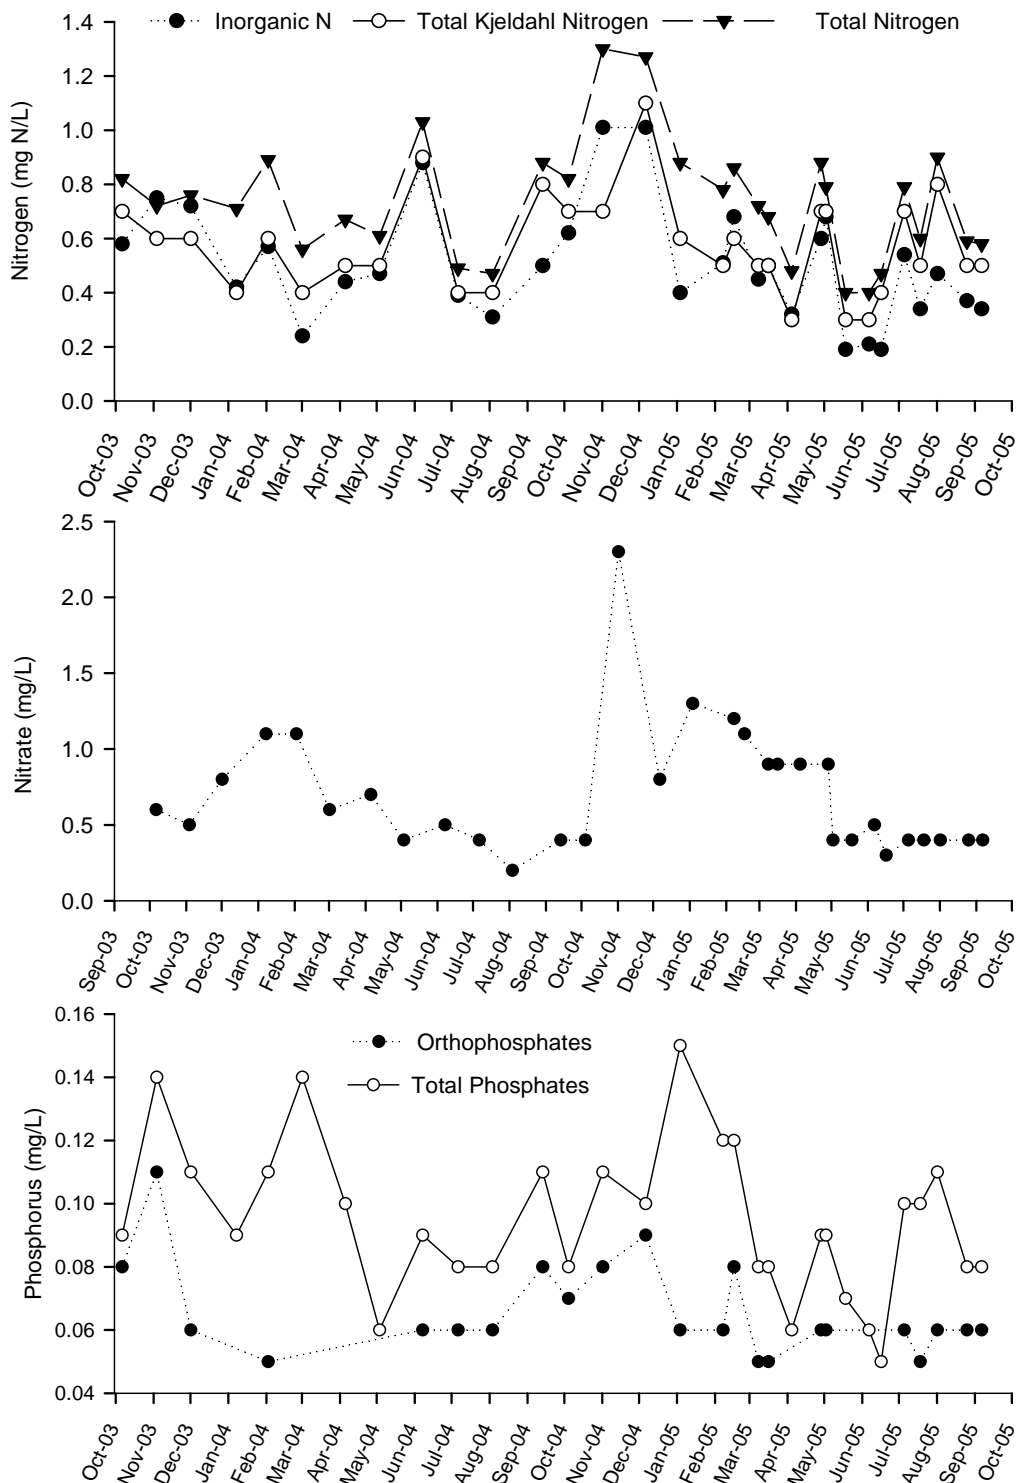 Inorganic N Total Kjeldahl Nitrogen Total Nitrogen
Nitrogen (mg N/L)
1.4
1.2
1.0
0.8
0.6
0.4
0.2
0.0
Oct-03 Nov-03 Dec-03 Jan-04 Feb-04 Mar-04 Apr-04 May-04 Jun-04 Jul-04 Aug-04 Sep-04 Oct-04 Nov-04 Dec-04 Jan-05 Feb-05 Mar-05 Apr-05 May-05 Jun-05 Jul-05 Aug-05 Sep-05 Oct-05
Nitrate (mg/L)
2.5
2.0
1.5
1.0
0.5
0.0
Sep-03 Oct-03 Nov-03 Dec-03 Jan-04 Feb-04 Mar-04 Apr-04 May-04 Jun-04 Jul-04 Aug-04 Sep-04 Oct-04 Nov-04 Dec-04 Jan-05 Feb-05 Mar-05 Apr-05 May-05 Jun-05 Jul-05 Aug-05 Sep-05 Oct-05
Phosphorus (mg/L)
0.16
0.14
0.12
0.10
0.08
0.06
0.04
Orthophosphates
Total Phosphates
Oct-03 Nov-03 Dec-03 Jan-04 Feb-04 Mar-04 Apr-04 May-04 Jun-04 Jul-04 Aug-04 Sep-04 Oct-04 Nov-04 Dec-04 Jan-05 Feb-05 Mar-05 Apr-05 May-05 Jun-05 Jul-05 Aug-05 Sep-05 Oct-05